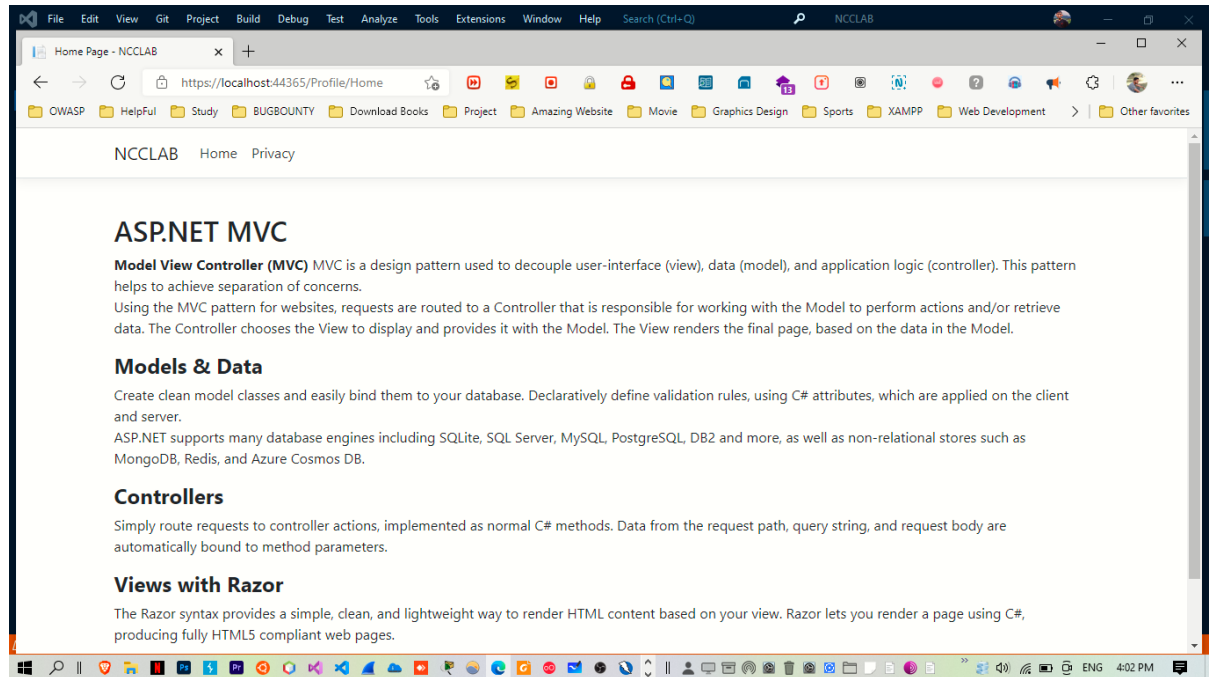 File Edit View Git Project Build Debug Test Analyze Tools Extensions Window Help Search (Ctrl+Q) NCCLAB
Home Page - NCCLAB
https://localhost:44365/Profile/Home
13
OWASP HelpFul Study BUGBOUNTY Download Books Project Amazing Website Movie Graphics Design Sports XAMPP Web Development Other favorites
NCCLAB Home Privacy
ASP.NET MVC
Model View Controller (MVC) MVC is a design pattern used to decouple user-interface (view), data (model), and application logic (controller). This pattern
helps to achieve separation of concerns.
Using the MVC pattern for websites, requests are routed to a Controller that is responsible for working with the Model to perform actions and/or retrieve
data. The Controller chooses the View to display and provides it with the Model. The View renders the final page, based on the data in the Model.
Models & Data
Create clean model classes and easily bind them to your database. Declaratively define validation rules, using C# attributes, which are applied on the client
and server.
ASP.NET supports many database engines including SQLite, SQL Server, MySQL, PostgreSQL, DB2 and more, as well as non-relational stores such as
MongoDB, Redis, and Azure Cosmos DB.
Controllers
Simply route requests to controller actions, implemented as normal C# methods. Data from the request path, query string, and request body are
automatically bound to method parameters.
Views with Razor
The Razor syntax provides a simple, clean, and lightweight way to render HTML content based on your view. Razor lets you render a page using C#,
producing fully HTML5 compliant web pages.
ENG 4:02 PM